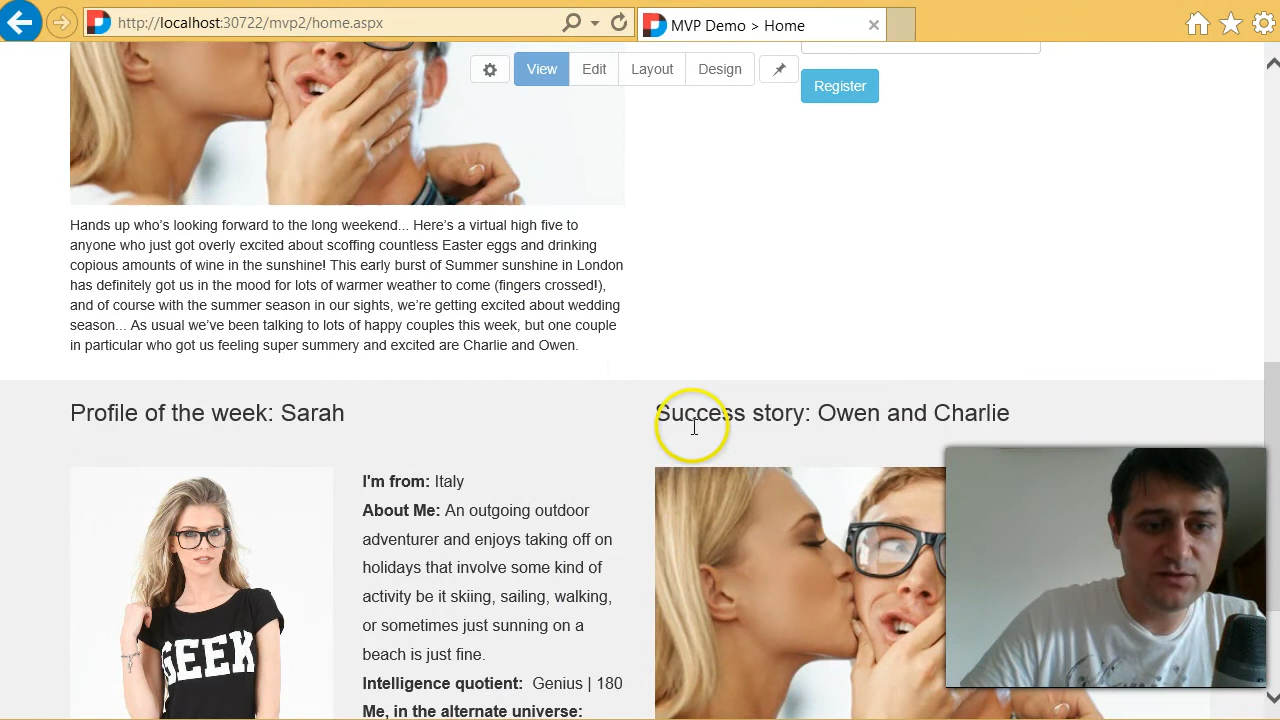 http://localhost:30722/mvp2/home.aspx
MVP Demo > Home
View Edit Layout Design
Register
Hands up who's looking forward to the long weekend... Here's a virtual high five to
anyone who just got overly excited about scoffing countless Easter eggs and drinking
copious amounts of wine in the sunshine! This early burst of Summer sunshine in London
has definitely got us in the mood for lots of warmer weather to come (fingers crossed!),
and of course with the summer season in our sights, we're getting excited about wedding
season... As usual we've been talking to lots of happy couples this week, but one couple
in particular who got us feeling super summery and excited are Charlie and Owen.
Profile of the week: Sarah
Success story: Owen and Charlie
GEEK
I'm from: Italy
About Me: An outgoing outdoor
adventurer and enjoys taking off on
holidays that involve some kind of
activity be it skiing, sailing, walking,
or sometimes just sunning on a
beach is just fine.
Intelligence quotient: Genius | 180
Me, in the alternate universe: